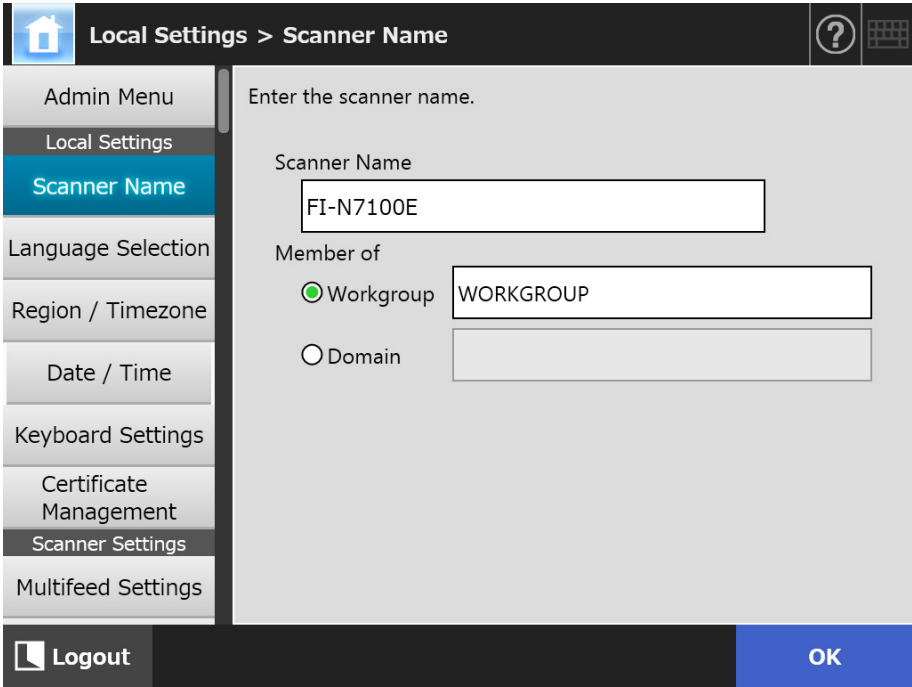 Local Settings > Scanner Name
?
Admin Menu
Local Settings
Scanner Name
Language Selection
Region / Timezone
Date / Time
Keyboard Settings
Certificate
Management
Scanner Settings
Multifeed Settings
Enter the scanner name.
Scanner Name
FI-N7100E
Member of
Workgroup WORKGROUP
Domain
Logout
OK